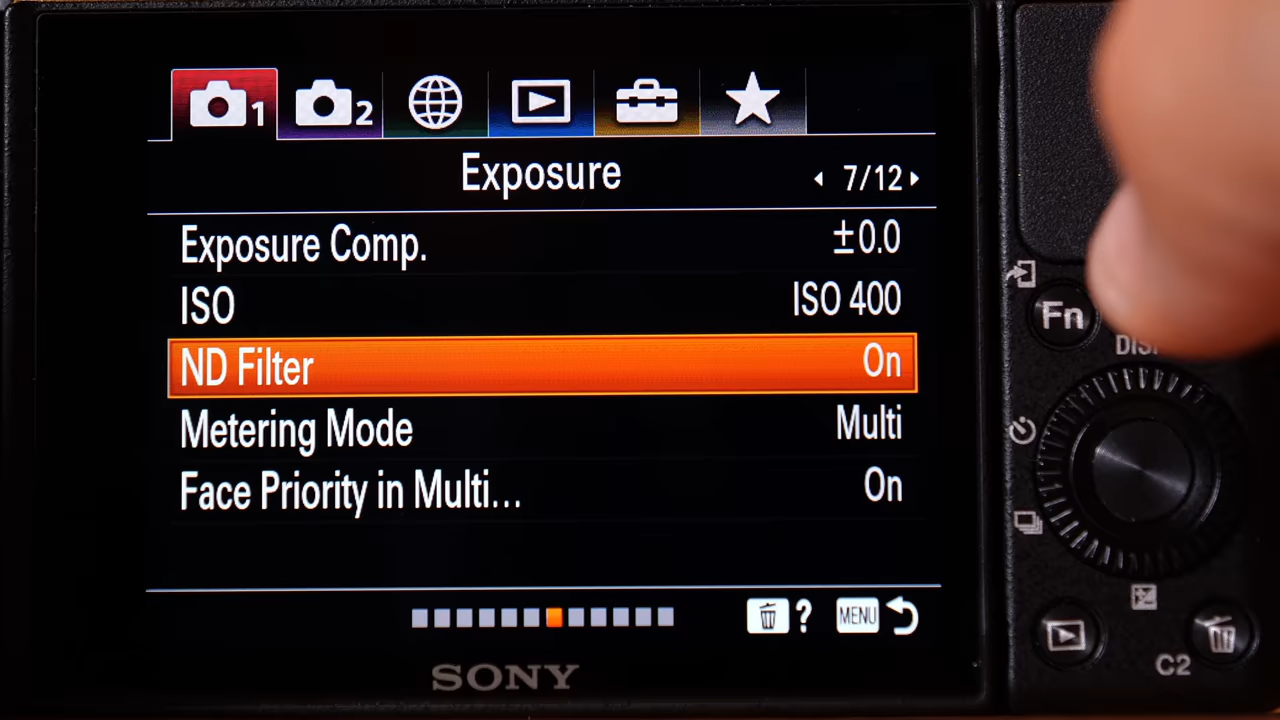 1 2
Exposure 7/12
Exposure Comp. ±0.0
ISO ISO 400
ND Filter On
Metering Mode Multi
Face Priority in Multi... On
? MENU
SONY
Fn
C2